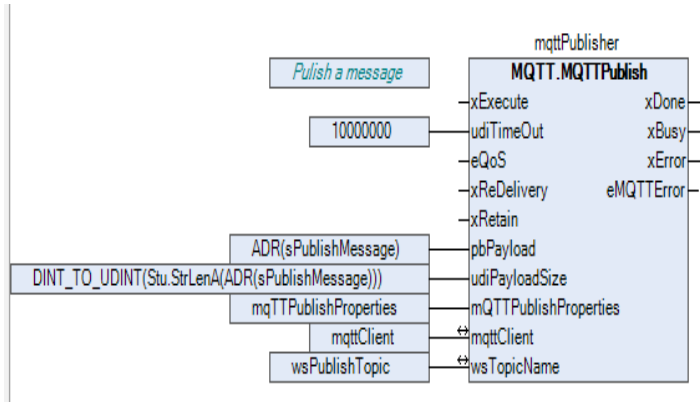 mqttPublisher
Pulish a message
MQTT.MQTTPublish
xExecute xDone
10000000 udiTimeOut xBusy
eQoS xError
xReDelivery eMQTTError
xRetain
ADR(sPublishMessage) pbPayload
DINT_TO_UDINT(Stu.StrLenA(ADR(sPublishMessage))) udiPayloadSize
mqTTPublishProperties mQTTPublishProperties
mqttClient mqttClient
wsPublishTopic wsTopicName